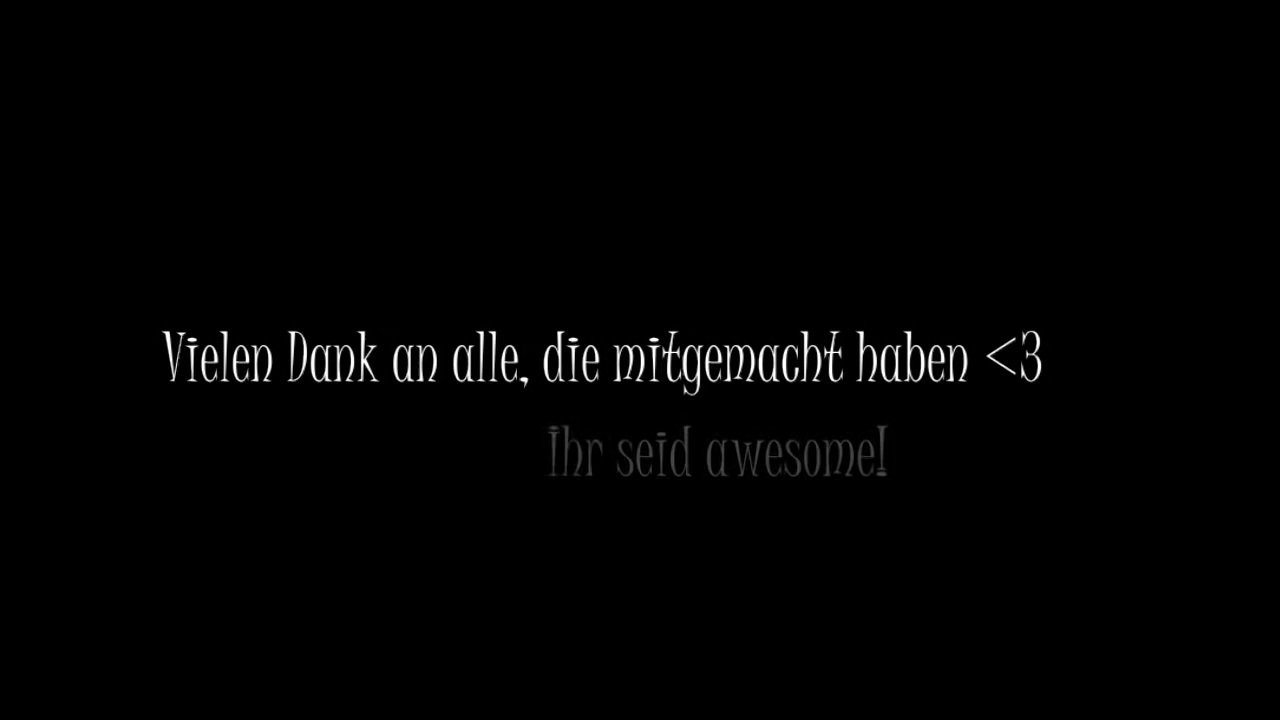 Vielen Dank an alle, die mitgemacht haben <3
Ihr seid awesome!